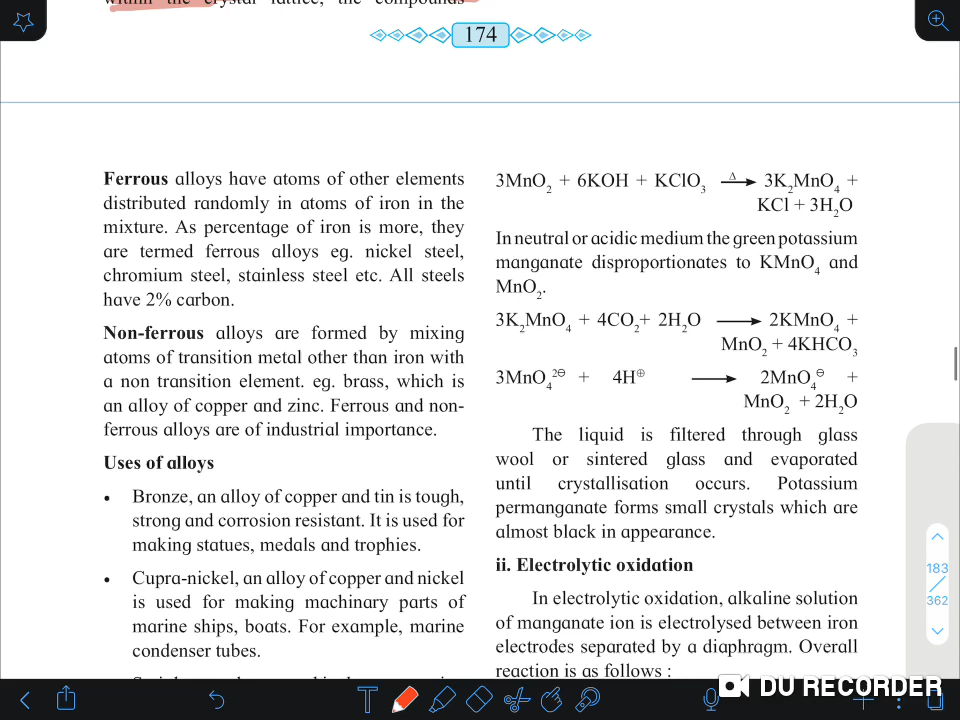 within the crystal lattice, the compounds
174
Ferrous alloys have atoms of other elements
distributed randomly in atoms of iron in the
mixture. As percentage of iron is more, they
are termed ferrous alloys eg. nickel steel,
chromium steel, stainless steel etc. All steels
have 2% carbon.
Non-ferrous alloys are formed by mixing
atoms of transition metal other than iron with
a non transition element. eg. brass, which is
an alloy of copper and zinc. Ferrous and non-
ferrous alloys are of industrial importance.
Uses of alloys
• Bronze, an alloy of copper and tin is tough,
strong and corrosion resistant. It is used for
making statues, medals and trophies.
• Cupra-nickel, an alloy of copper and nickel
is used for making machinary parts of
marine ships, boats. For example, marine
condenser tubes.
3MnO₂ + 6KOH + KClO₃ Δ⟶ 3K₂MnO₄ +
KCl + 3H₂O
In neutral or acidic medium the green potassium
manganate disproportionates to KMnO₄ and
MnO₂.
3K₂MnO₄ + 4CO₂+ 2H₂O ⟶ 2KMnO₄ +
MnO₂ + 4KHCO₃
3MnO₄²⊖ + 4H⊕ ⟶ 2MnO₄⊖ +
MnO₂ + 2H₂O
The liquid is filtered through glass
wool or sintered glass and evaporated
until crystallisation occurs. Potassium
permanganate forms small crystals which are
almost black in appearance.
ii. Electrolytic oxidation
In electrolytic oxidation, alkaline solution
of manganate ion is electrolysed between iron
electrodes separated by a diaphragm. Overall
reaction is as follows :
183
362
T
DU RECORDER